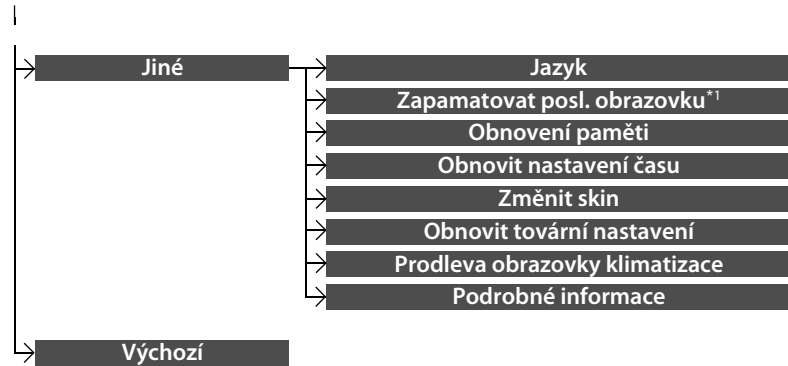 Jiné
Jazyk
Zapamatovat posl. obrazovku*1
Obnovení paměti
Obnovit nastavení času
Změnit skin
Obnovit tovární nastavení
Prodleva obrazovky klimatizace
Podrobné informace
Výchozí